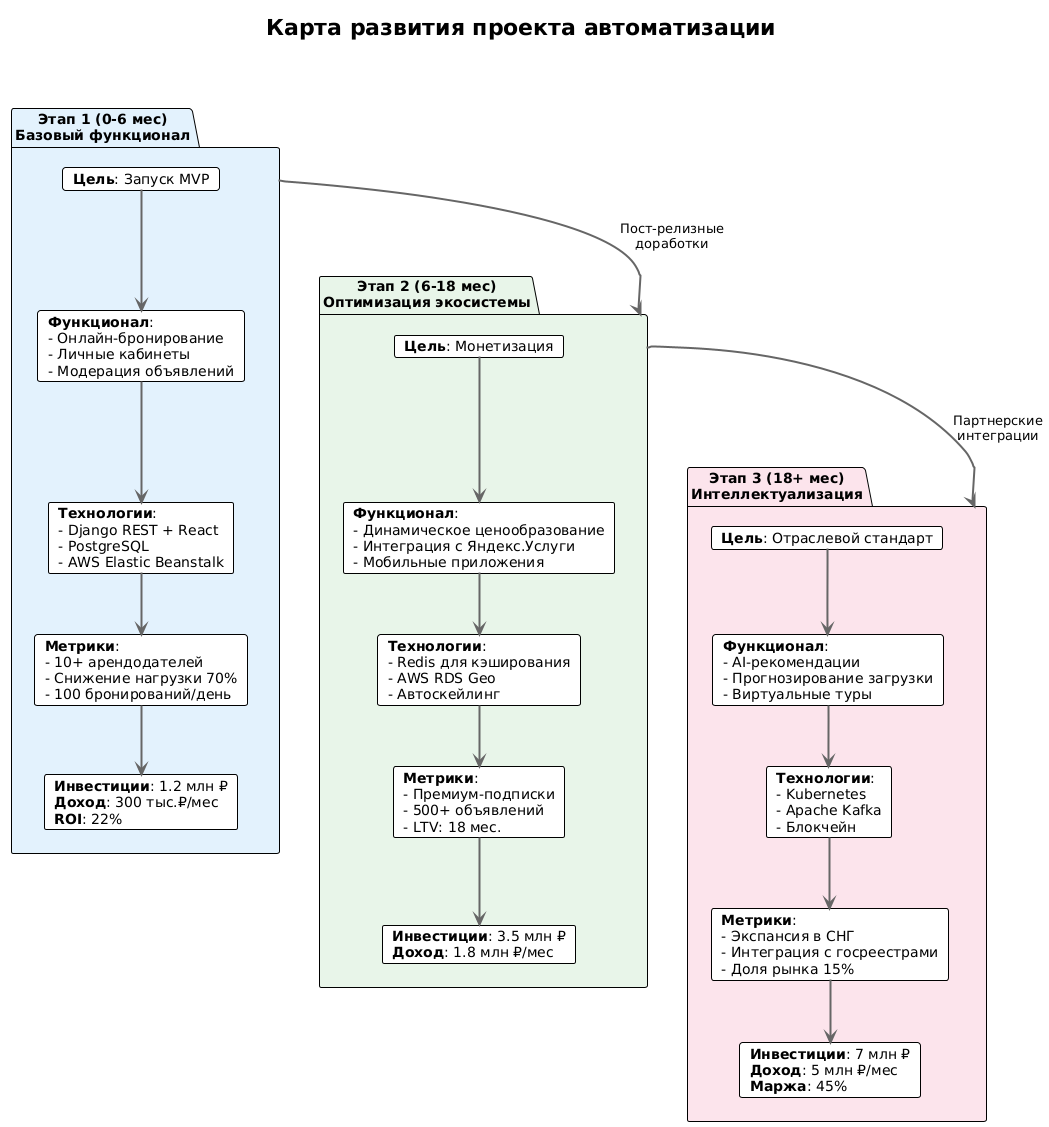 Карта развития проекта автоматизации
Этап 1 (0-6 мес)
Базовый функционал
Цель: Запуск MVP
Функционал:
- Онлайн-бронирование
- Личные кабинеты
- Модерация объявлений
Технологии:
- Django REST + React
- PostgreSQL
- AWS Elastic Beanstalk
Метрики:
- 10+ арендодателей
- Снижение нагрузки 70%
- 100 бронирований/день
Инвестиции: 1.2 млн ₽
Доход: 300 тыс.₽/мес
ROI: 22%
Пост-релизные
доработки
Этап 2 (6-18 мес)
Оптимизация экосистемы
Цель: Монетизация
Функционал:
- Динамическое ценообразование
- Интеграция с Яндекс.Услуги
- Мобильные приложения
Технологии:
- Redis для кэширования
- AWS RDS Geo
- Автоскейлинг
Метрики:
- Премиум-подписки
- 500+ объявлений
- LTV: 18 мес.
Инвестиции: 3.5 млн ₽
Доход: 1.8 млн ₽/мес
Партнерские
интеграции
Этап 3 (18+ мес)
Интеллектуализация
Цель: Отраслевой стандарт
Функционал:
- AI-рекомендации
- Прогнозирование загрузки
- Виртуальные туры
Технологии:
- Kubernetes
- Apache Kafka
- Блокчейн
Метрики:
- Экспансия в СНГ
- Интеграция с госреестрами
- Доля рынка 15%
Инвестиции: 7 млн ₽
Доход: 5 млн ₽/мес
Маржа: 45%